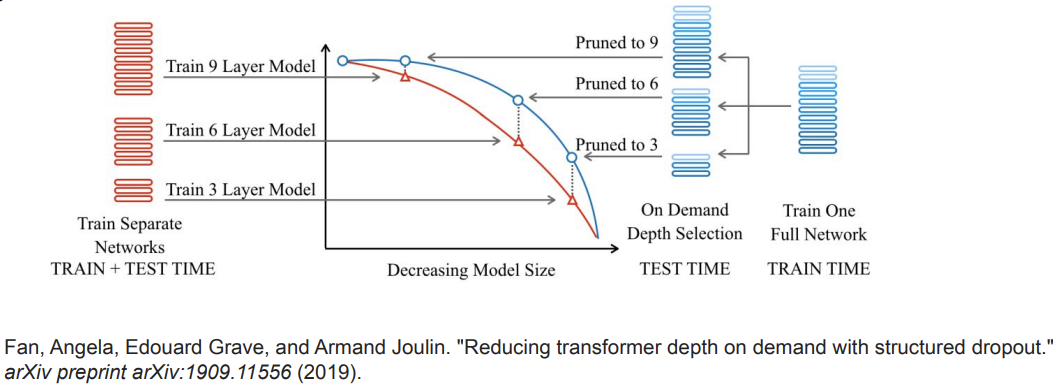 Train 9 Layer Model
Train 6 Layer Model
Train 3 Layer Model
Train Separate
Networks
TRAIN + TEST TIME
Decreasing Model Size
Pruned to 9
Pruned to 6
Pruned to 3
On Demand
Depth Selection
TEST TIME
Train One
Full Network
TRAIN TIME
Fan, Angela, Edouard Grave, and Armand Joulin. "Reducing transformer depth on demand with structured dropout."
arXiv preprint arXiv:1909.11556 (2019).